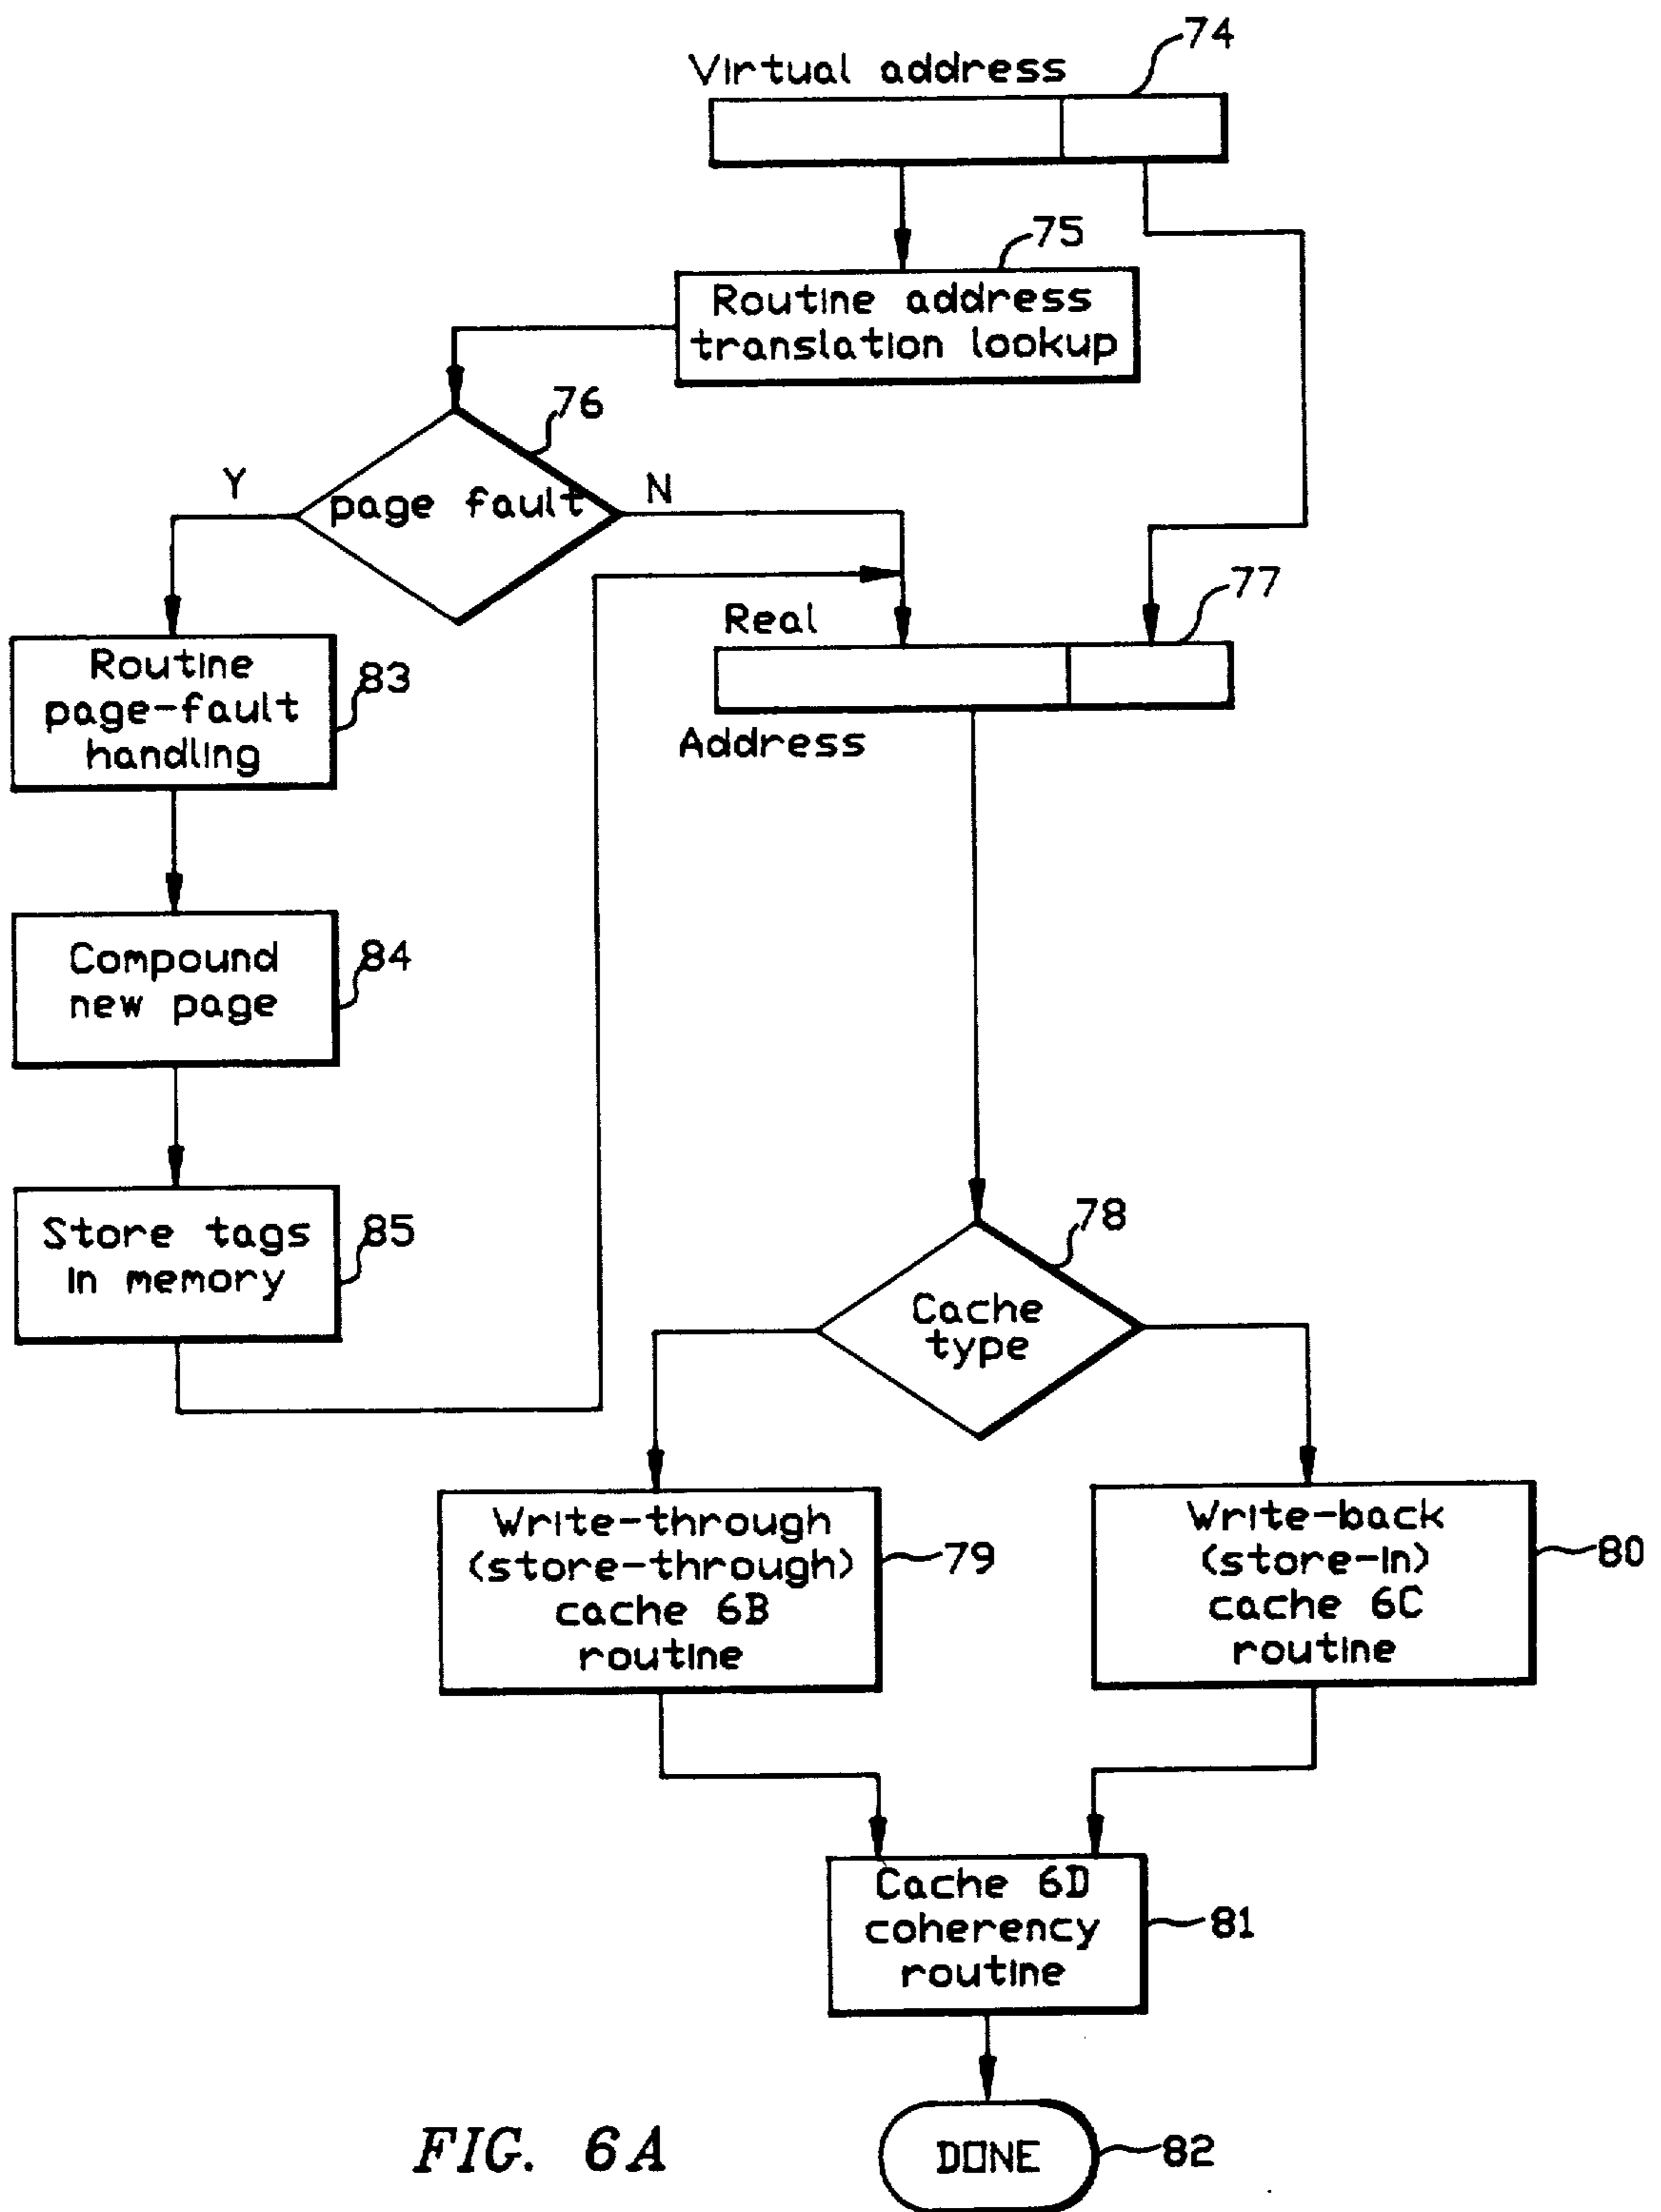 74
Virtual address
75
Routine address
translation lookup
76
Y
page fault
N
77
Real
Address
Routine
page-fault
handling
83
Compound
new page
84
Store tags
in memory
85
78
Cache
type
Write-through
(store-through)
cache 6B
routine
79
Write-back
(store-in)
cache 6C
routine
80
Cache 6D
coherency
routine
81
DONE
82
FIG. 6A